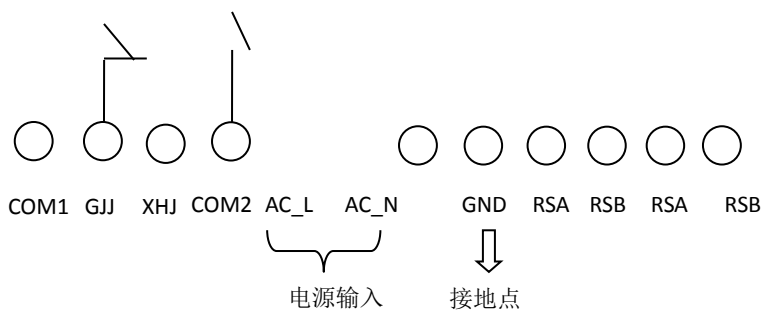 COM1 GJJ XHJ COM2 AC_L AC_N GND RSA RSB RSA RSB
电源输入 接地点